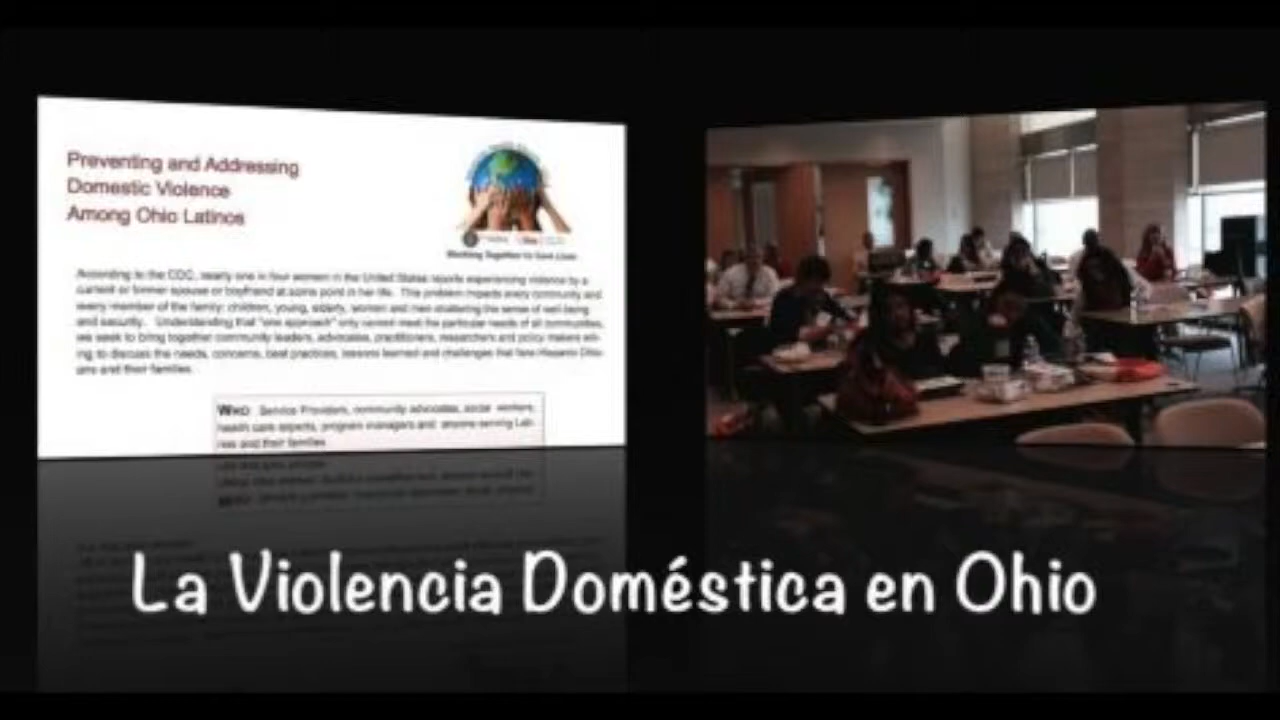 Preventing and Addressing
Domestic Violence
Among Ohio Latinos
Working Together to Save Lives
According to the CDC, nearly one in four women in the United States reports experiencing violence by a
current or former spouse or boyfriend at some point in her life. This problem impacts every community and
every member of the family: children, young, elderly, women and men shattering the sense of well-being
and security. Understanding that "one approach" only cannot meet the particular needs of all communities,
we seek to bring together community leaders, advocates, practitioners, researchers and policy makers will-
ing to discuss the needs, concerns, best practices, lessons learned and challenges that face Hispanic Ohio-
ans and their families.
WHO: Service Providers, community advocates, social workers,
health care experts, program managers and anyone serving Lati-
nos and their families
La Violencia Doméstica en Ohio